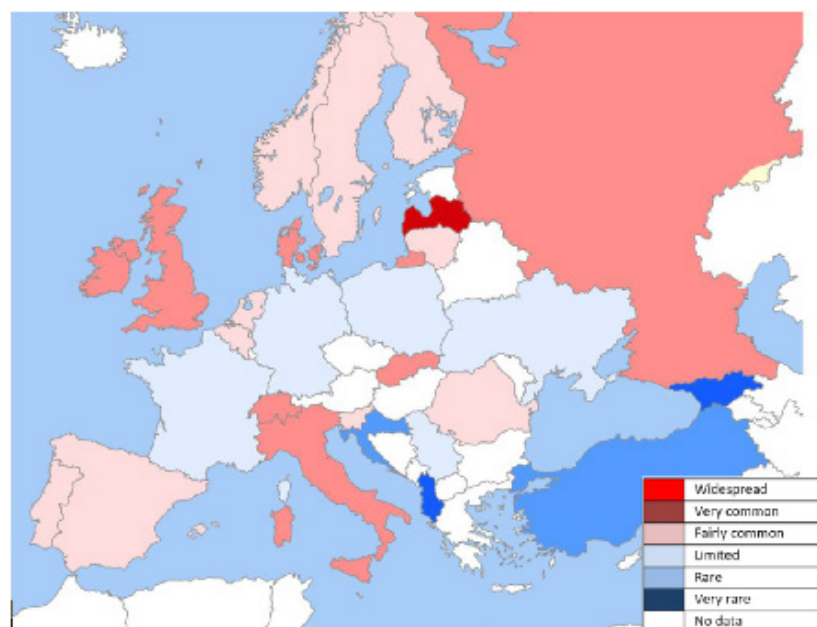 Widespread
Very common
Fairly common
Limited
Rare
Very rare
No data